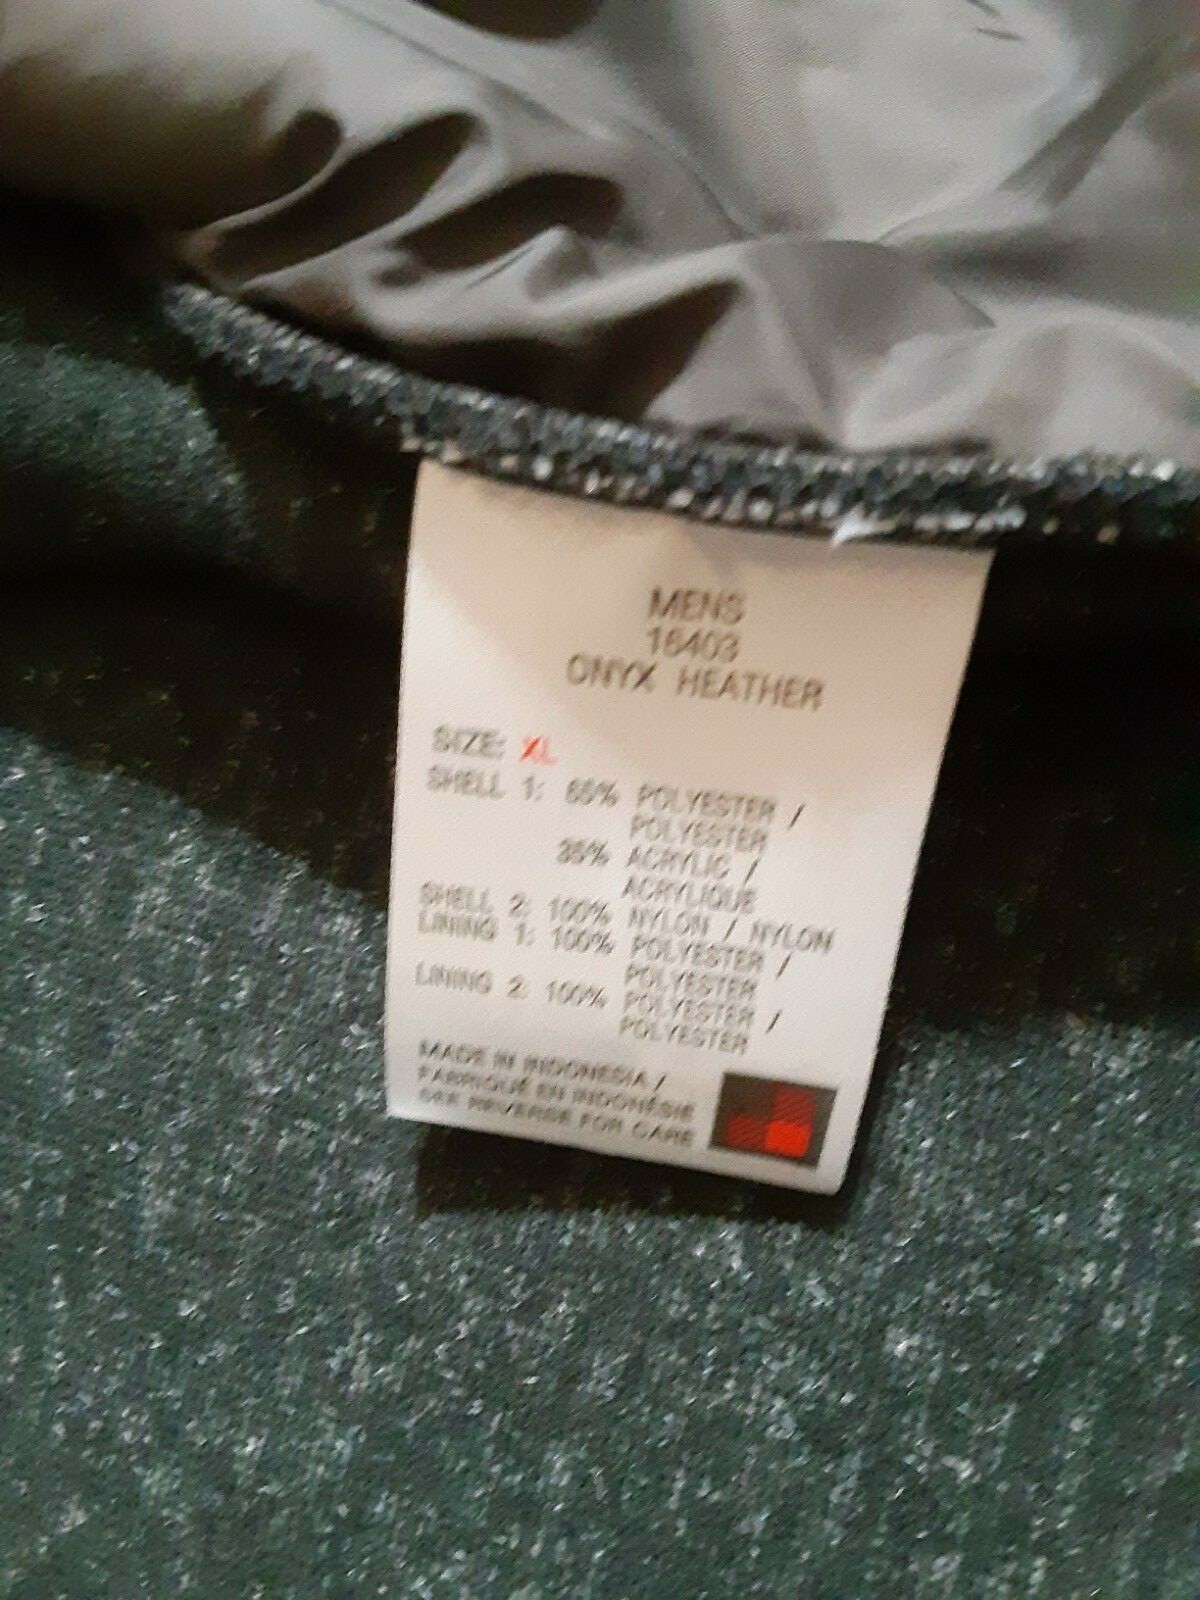 MENS
16403
ONYX HEATHER
SIZE: XL
SHELL 1: 65% POLYESTER /
POLYESTER
35% ACRYLIC /
ACRYLIQUE
SHELL 2: 100% NYLON / NYLON
LINING 1: 100% POLYESTER /
POLYESTER
LINING 2: 100% POLYESTER /
POLYESTER
MADE IN INDONESIA /
FABRIQUÉ EN INDONÉSIE
SEE REVERSE FOR CARE